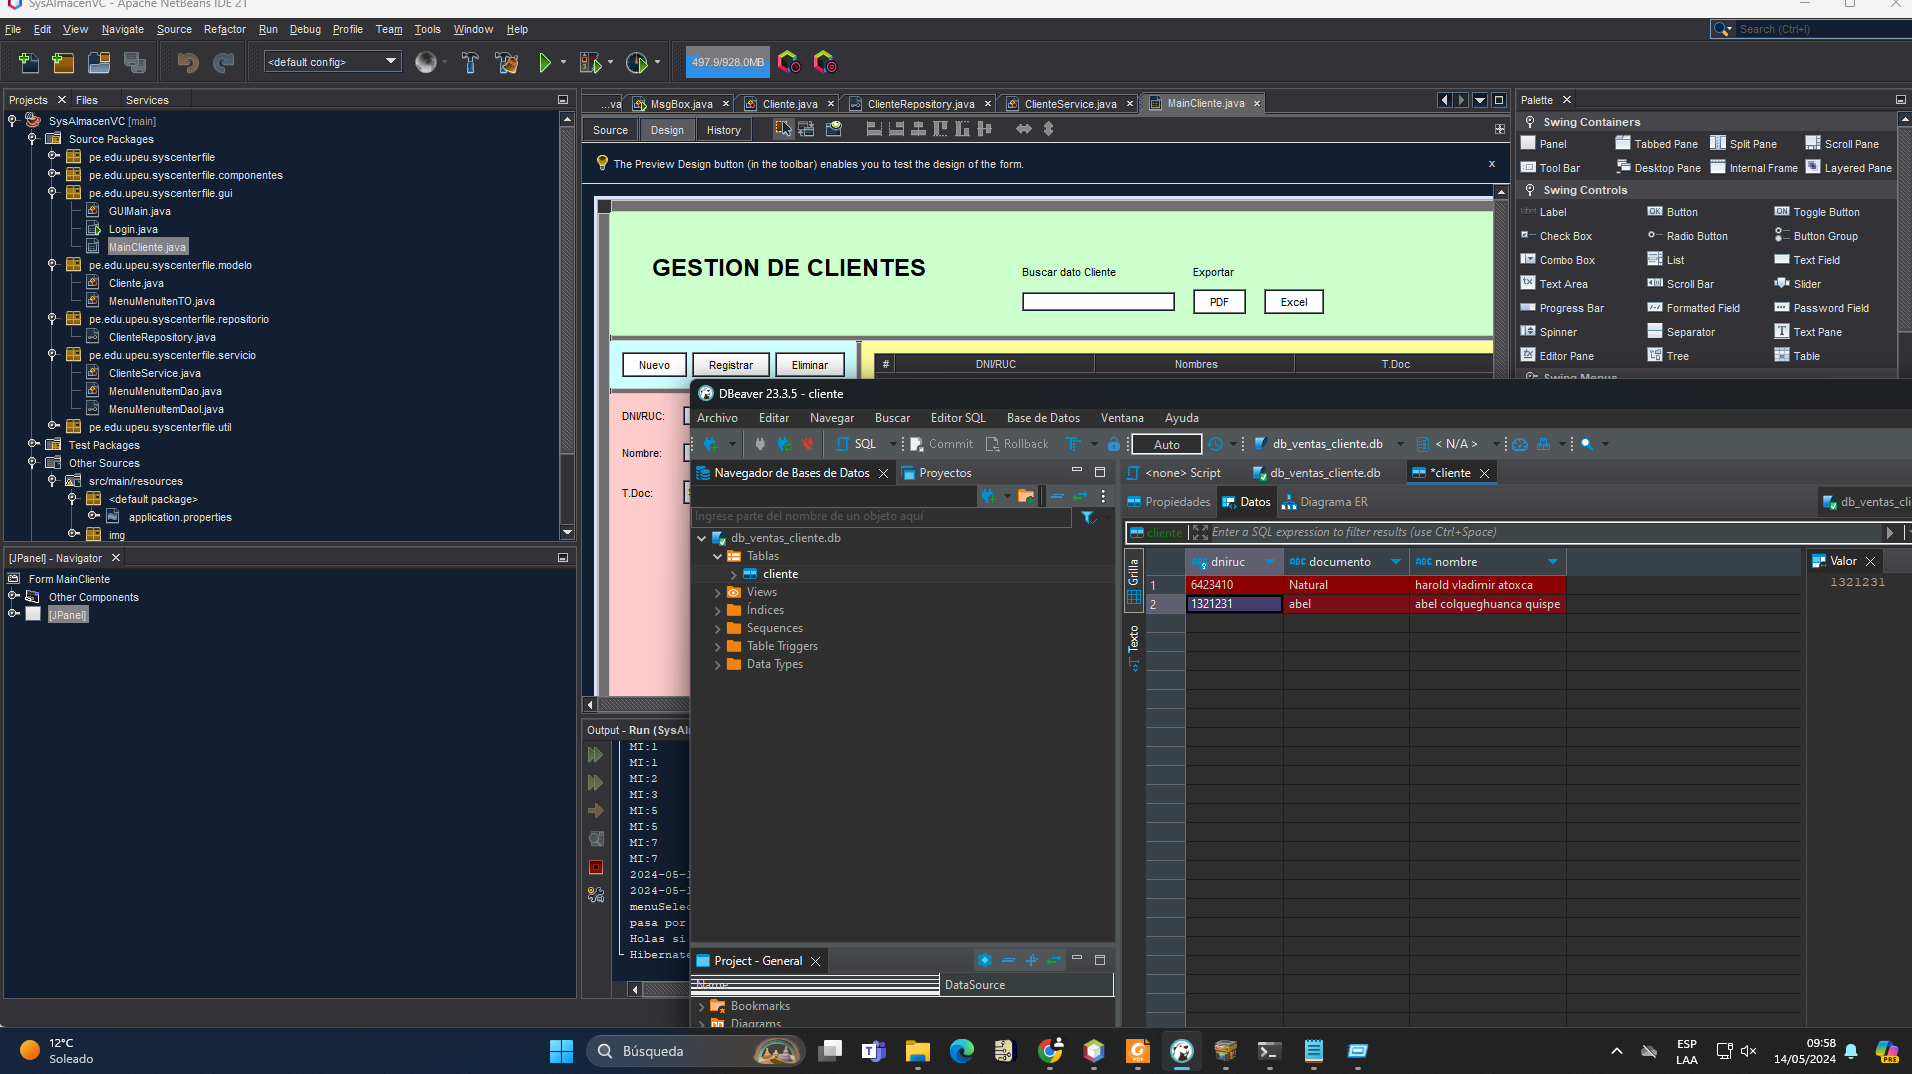 SysAlmacenVC - Apache NetBeans IDE 21
File Edit View Navigate Source Refactor Run Debug Profile Team Tools Window Help
Search (Ctrl+I)
<default config>
497.9/928.0MB
Projects Files Services
SysAlmacenVC [main]
Source Packages
pe.edu.upeu.syscenterfile
pe.edu.upeu.syscenterfile.componentes
pe.edu.upeu.syscenterfile.gui
GUIMain.java
Login.java
MainCliente.java
pe.edu.upeu.syscenterfile.modelo
Cliente.java
MenuMenuItenTO.java
pe.edu.upeu.syscenterfile.repositorio
ClienteRepository.java
pe.edu.upeu.syscenterfile.servicio
ClienteService.java
MenuMenuItemDao.java
MenuMenuItemDaoI.java
pe.edu.upeu.syscenterfile.util
Test Packages
Other Sources
src/main/resources
<default package>
application.properties
img
[JPanel] - Navigator
Form MainCliente
Other Components
[JPanel]
...va MsgBox.java Cliente.java ClienteRepository.java ClienteService.java MainCliente.java
Source Design History
The Preview Design button (in the toolbar) enables you to test the design of the form.
x
GESTION DE CLIENTES
Buscar dato Cliente
Exportar
PDF Excel
Nuevo Registrar Eliminar
# DNI/RUC Nombres T.Doc
DNI/RUC:
Nombre:
T.Doc:
Palette
Swing Containers
Panel Tabbed Pane Split Pane Scroll Pane
Tool Bar Desktop Pane Internal Frame Layered Pane
Swing Controls
label Label OK Button ON Toggle Button
Check Box Radio Button Button Group
Combo Box List Text Field
Text Area Scroll Bar Slider
Progress Bar Formatted Field Password Field
Spinner Separator Text Pane
Editor Pane Tree Table
Swing Menus
Output - Run (SysAl
MI:1
MI:1
MI:2
MI:3
MI:5
MI:5
MI:7
MI:7
2024-05-1
2024-05-1
menuSelec
pasa por
Holas si
Hibernate
DBeaver 23.3.5 - cliente
Archivo Editar Navegar Buscar Editor SQL Base de Datos Ventana Ayuda
SQL Commit Rollback Auto db_ventas_cliente.db < N/A >
Navegador de Bases de Datos Proyectos
Ingrese parte del nombre de un objeto aquí
db_ventas_cliente.db
Tablas
cliente
Views
Índices
Sequences
Table Triggers
Data Types
Project - General
Name DataSource
Bookmarks
Diagrams
<none> Script db_ventas_cliente.db *cliente
Propiedades Datos Diagrama ER db_ventas_cli
cliente Enter a SQL expression to filter results (use Ctrl+Space)
Grilla
Texto
dniruc ABC documento ABC nombre
1 6423410 Natural harold vladimir atoxca
2 1321231 abel abel colqueghuanca quispe
Valor
1321231
12°C
Soleado
Búsqueda
ESP
LAA
09:58
14/05/2024
PRE